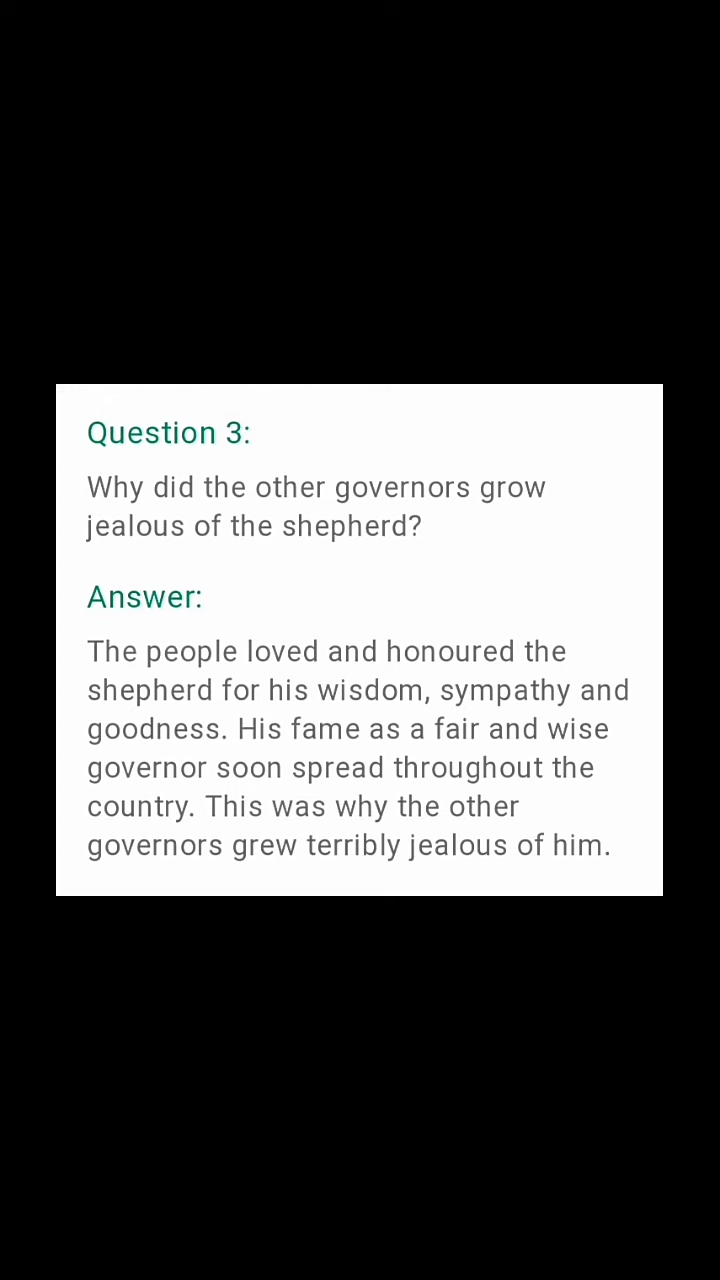 Question 3:
Why did the other governors grow
jealous of the shepherd?
Answer:
The people loved and honoured the
shepherd for his wisdom, sympathy and
goodness. His fame as a fair and wise
governor soon spread throughout the
country. This was why the other
governors grew terribly jealous of him.